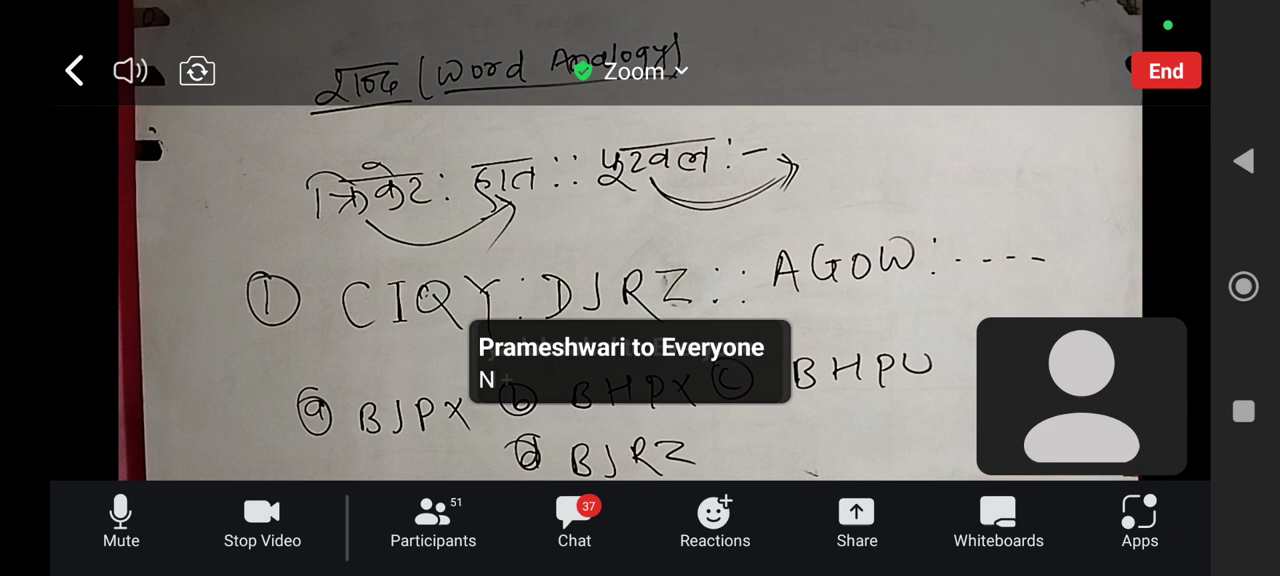 शब्द (Word Analogy)
Zoom
End
क्रिकेट : हात :: फूटवल :-
① CIQY : DJRZ :: AGOW : ----
Prameshwari to Everyone
N
ⓐ BJPX ⓑ BHPX ⓒ BHPU
ⓓ BJRZ
51
37
Mute Stop Video Participants Chat Reactions Share Whiteboards Apps